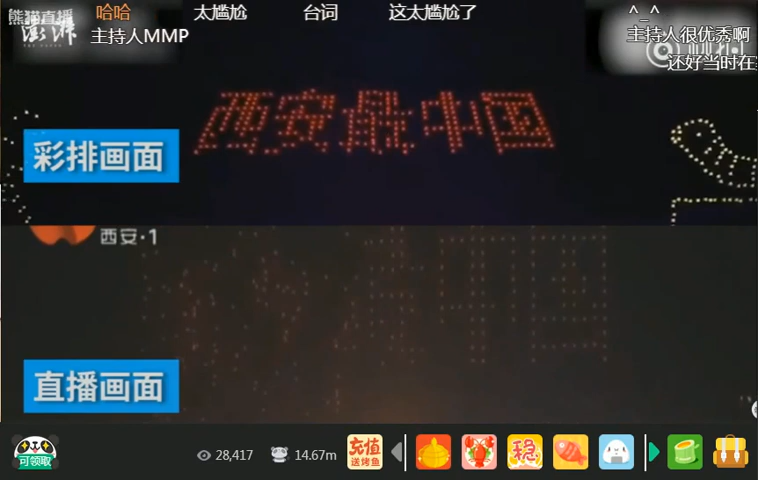 熊猫直播
哈哈
太尴尬
台词
这太尴尬了
^_^
澎湃
主持人MMP
主持人很优秀啊
还好当时在
西安最中国
彩排画面
西安·1
中国
直播画面
可领取
28,417
14.67m
充值
送烤鱼
稳